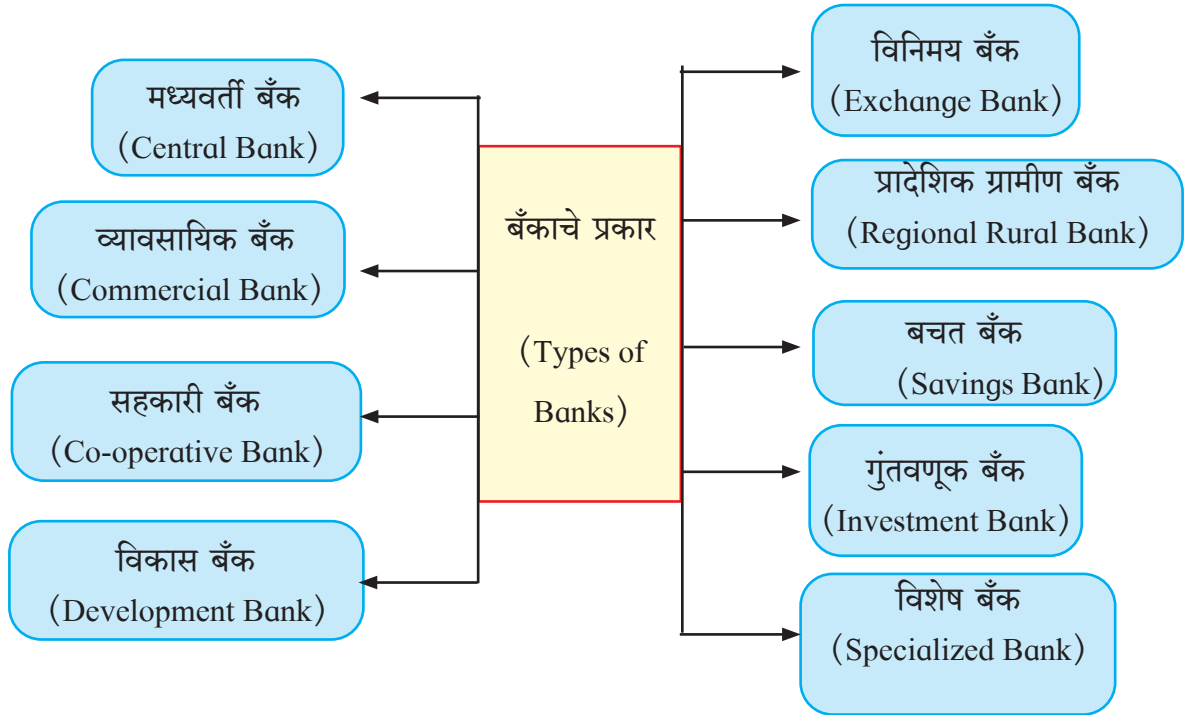 बँकाचे प्रकार
(Types of
Banks)
मध्यवर्ती बँक
(Central Bank)
व्यावसायिक बँक
(Commercial Bank)
सहकारी बँक
(Co-operative Bank)
विकास बँक
(Development Bank)
विनिमय बँक
(Exchange Bank)
प्रादेशिक ग्रामीण बँक
(Regional Rural Bank)
बचत बँक
(Savings Bank)
गुंतवणूक बँक
(Investment Bank)
विशेष बँक
(Specialized Bank)